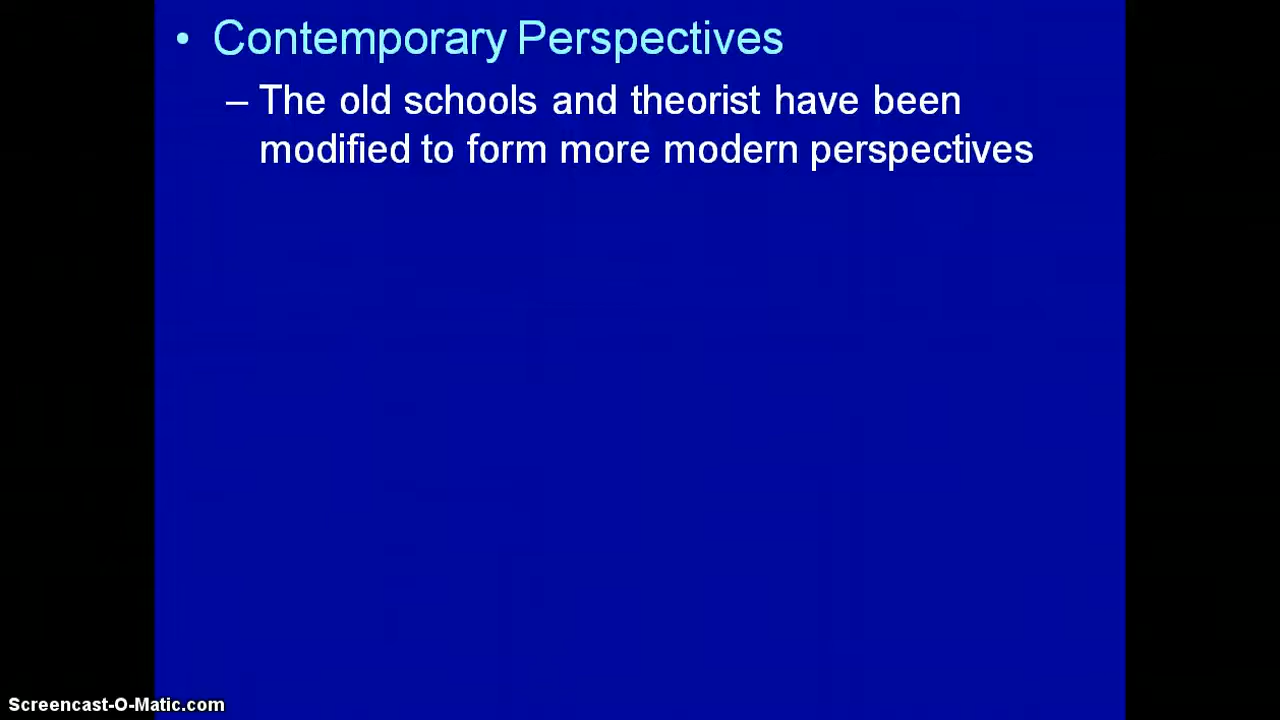 • Contemporary Perspectives
– The old schools and theorist have been
modified to form more modern perspectives
Screencast-O-Matic.com